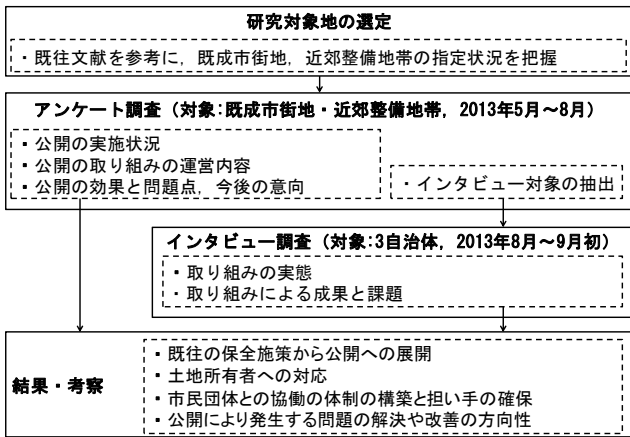 研究対象地の選定
・既往文献を参考に，既成市街地，近郊整備地帯の指定状況を把握
アンケート調査（対象:既成市街地・近郊整備地帯，2013年5月～8月）
・公開の実施状況
・公開の取り組みの運営内容
・公開の効果と問題点，今後の意向
・インタビュー対象の抽出
インタビュー調査（対象:3自治体，2013年8月～9月初）
・取り組みの実態
・取り組みによる成果と課題
結果・考察
・既往の保全施策から公開への展開
・土地所有者への対応
・市民団体との協働の体制の構築と担い手の確保
・公開により発生する問題の解決や改善の方向性